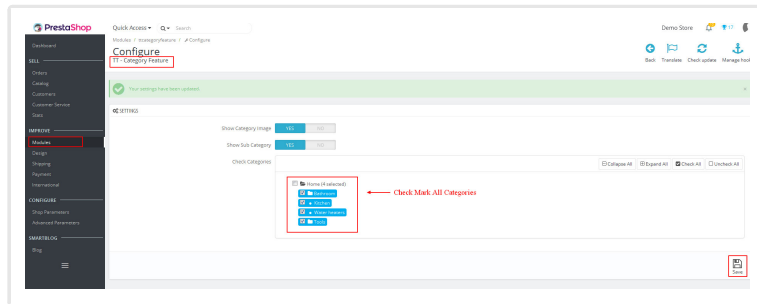 PrestaShop
Quick Access
Search
Demo Store
Modules / ttcategoryfeature / Configure
Configure
TT - Category Feature
Back
Translate
Check update
Manage hool
Dashboard
SELL
Orders
Catalog
Customers
Customer Service
Stats
IMPROVE
Modules
Design
Shipping
Payment
International
CONFIGURE
Shop Parameters
Advanced Parameters
SMARTBLOG
Blog
Your settings have been updated.
SETTINGS
Show Category Image
YES
NO
Show Sub Category
YES
NO
Check Categories
Collapse All
Expand All
Check All
Uncheck All
Home (4 selected)
Bathroom
Kitchen
Water heaters
Tools
Check Mark All Categories
Save